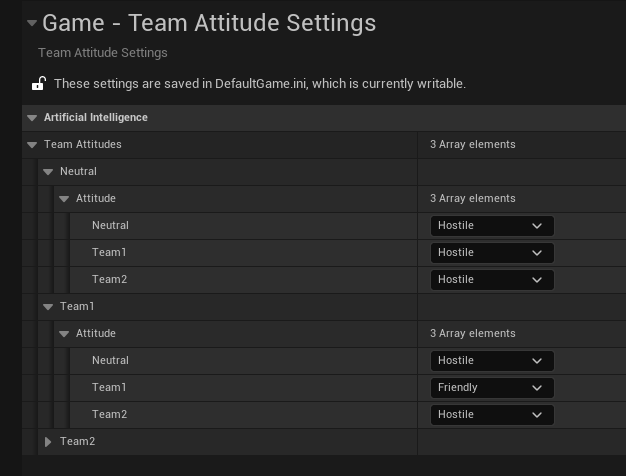 Game - Team Attitude Settings
Team Attitude Settings
These settings are saved in DefaultGame.ini, which is currently writable.
Artificial Intelligence
Team Attitudes 3 Array elements
Neutral
Attitude 3 Array elements
Neutral Hostile
Team1 Hostile
Team2 Hostile
Team1
Attitude 3 Array elements
Neutral Hostile
Team1 Friendly
Team2 Hostile
Team2